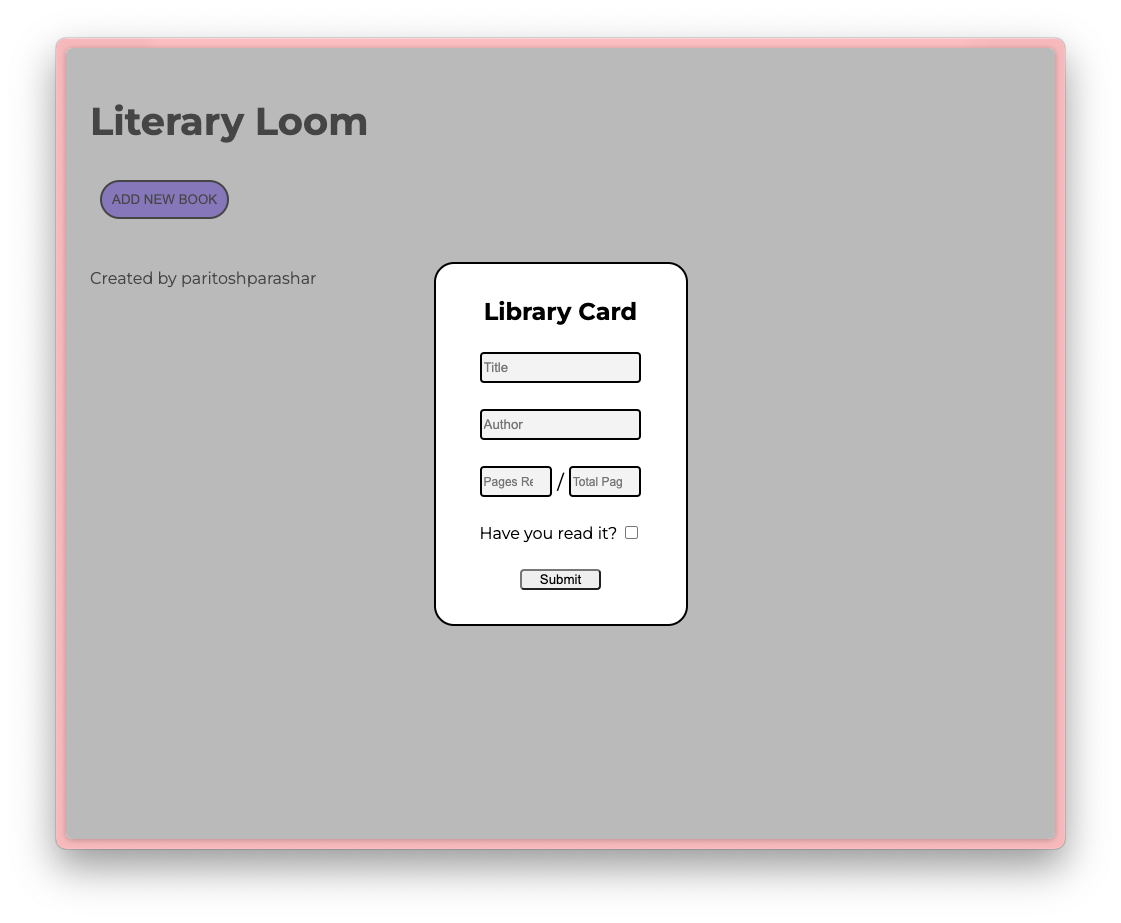 Literary Loom
ADD NEW BOOK
Created by paritoshparashar
Library Card
Title
Author
Pages Re / Total Pag
Have you read it?
Submit